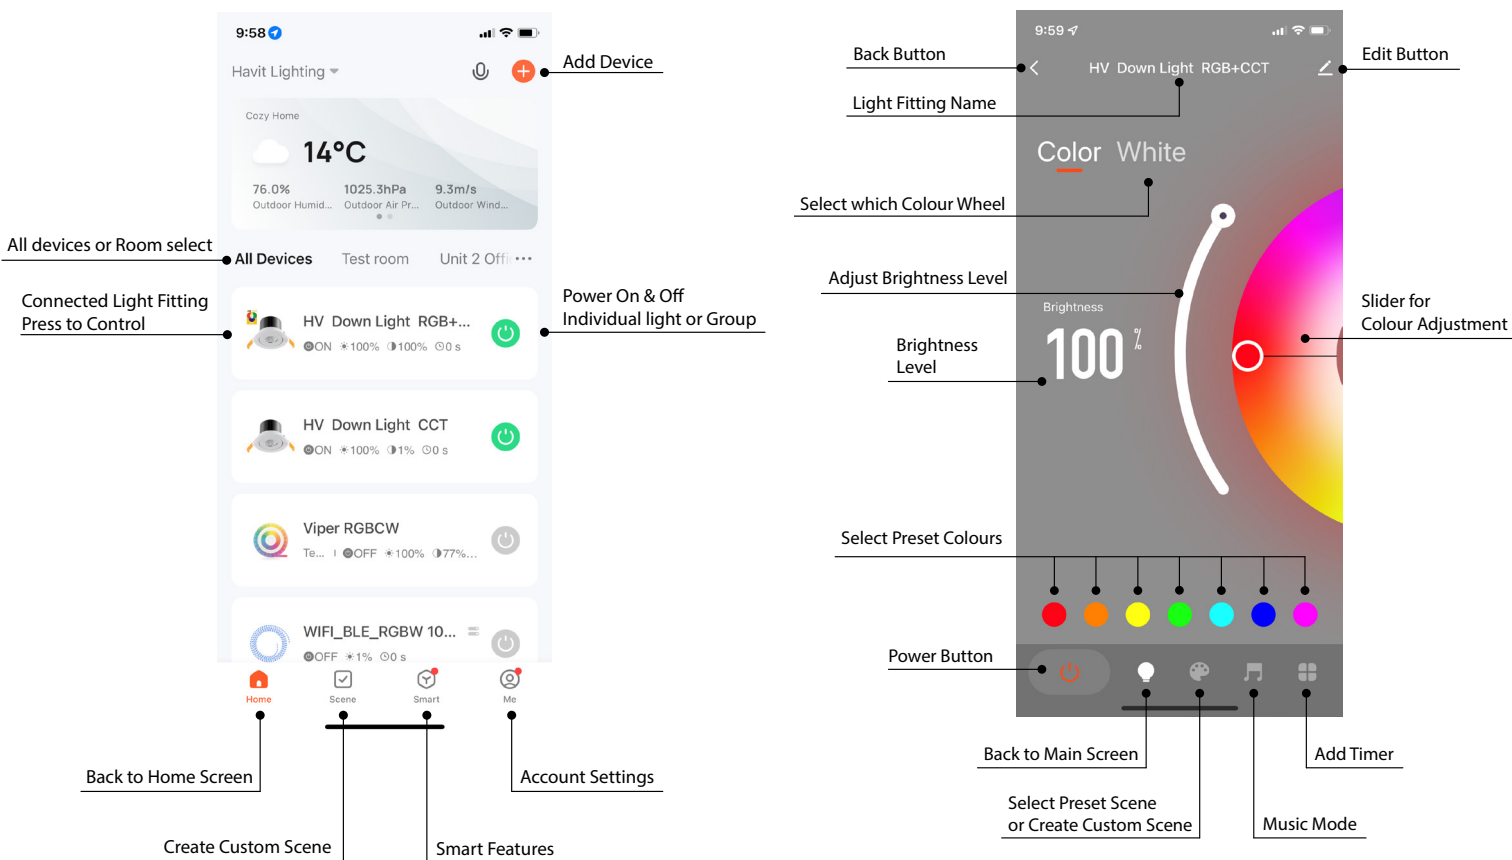 9:58
Havit Lighting
Add Device
Cozy Home
14°C
76.0% 1025.3hPa 9.3m/s
Outdoor Humid... Outdoor Air Pr... Outdoor Wind...
All devices or Room select
All Devices Test room Unit 2 Offi ···
Connected Light Fitting
Press to Control
HV Down Light RGB+...
ON 100% 100% 0 s
Power On & Off
Individual light or Group
HV Down Light CCT
ON 100% 1% 0 s
Viper RGBCW
Te... | OFF 100% 77%...
WIFI_BLE_RGBW 10...
OFF 1% 0 s
Home Scene Smart Me
Back to Home Screen
Account Settings
Create Custom Scene
Smart Features
9:59
Back Button
HV Down Light RGB+CCT
Edit Button
Light Fitting Name
Color White
Select which Colour Wheel
Adjust Brightness Level
Brightness
100 %
Brightness
Level
Slider for
Colour Adjustment
Select Preset Colours
Power Button
Back to Main Screen
Add Timer
Select Preset Scene
or Create Custom Scene
Music Mode